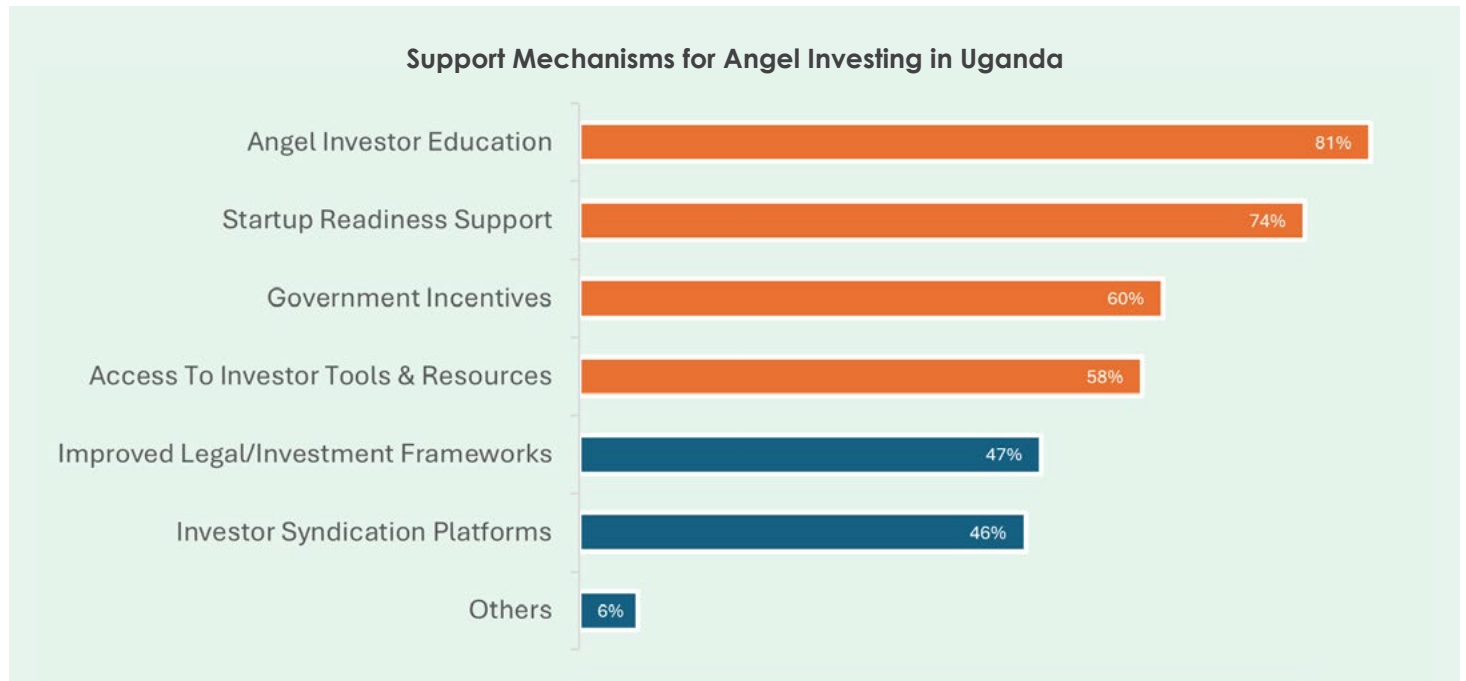 Support Mechanisms for Angel Investing in Uganda
Angel Investor Education 81%
Startup Readiness Support 74%
Government Incentives 60%
Access To Investor Tools & Resources 58%
Improved Legal/Investment Frameworks 47%
Investor Syndication Platforms 46%
Others 6%